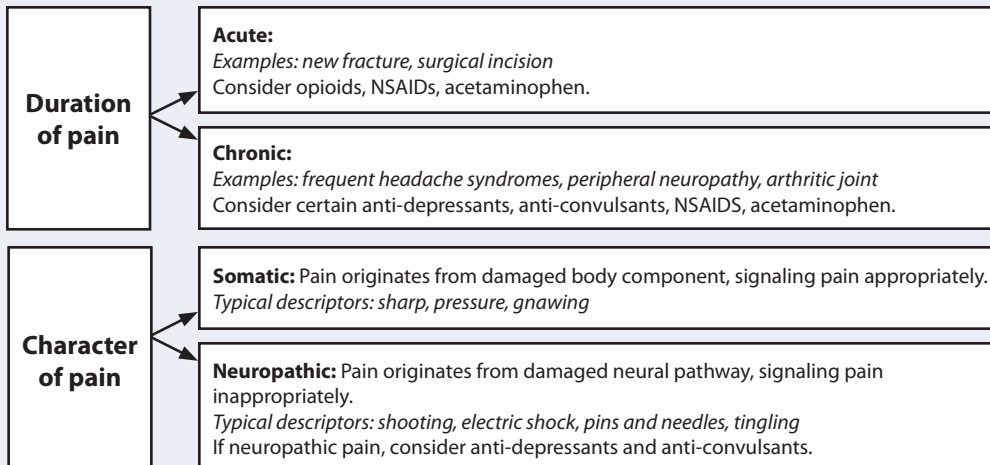 Duration
of pain
Acute:
Examples: new fracture, surgical incision
Consider opioids, NSAIDs, acetaminophen.
Chronic:
Examples: frequent headache syndromes, peripheral neuropathy, arthritic joint
Consider certain anti-depressants, anti-convulsants, NSAIDS, acetaminophen.
Character
of pain
Somatic: Pain originates from damaged body component, signaling pain appropriately.
Typical descriptors: sharp, pressure, gnawing
Neuropathic: Pain originates from damaged neural pathway, signaling pain
inappropriately.
Typical descriptors: shooting, electric shock, pins and needles, tingling
If neuropathic pain, consider anti-depressants and anti-convulsants.